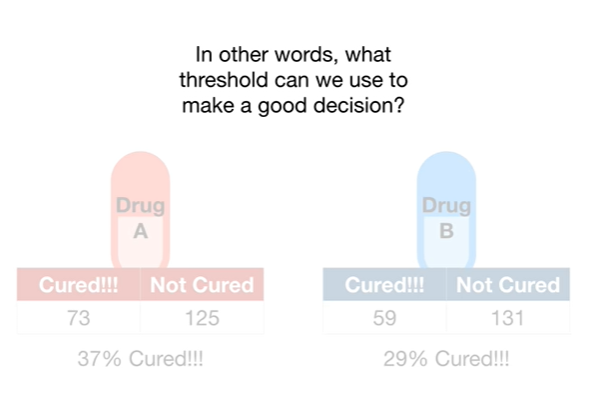 In other words, what
threshold can we use to
make a good decision?
Drug
A
Drug
B
Cured!!! Not Cured
73 125
37% Cured!!!
Cured!!! Not Cured
59 131
29% Cured!!!